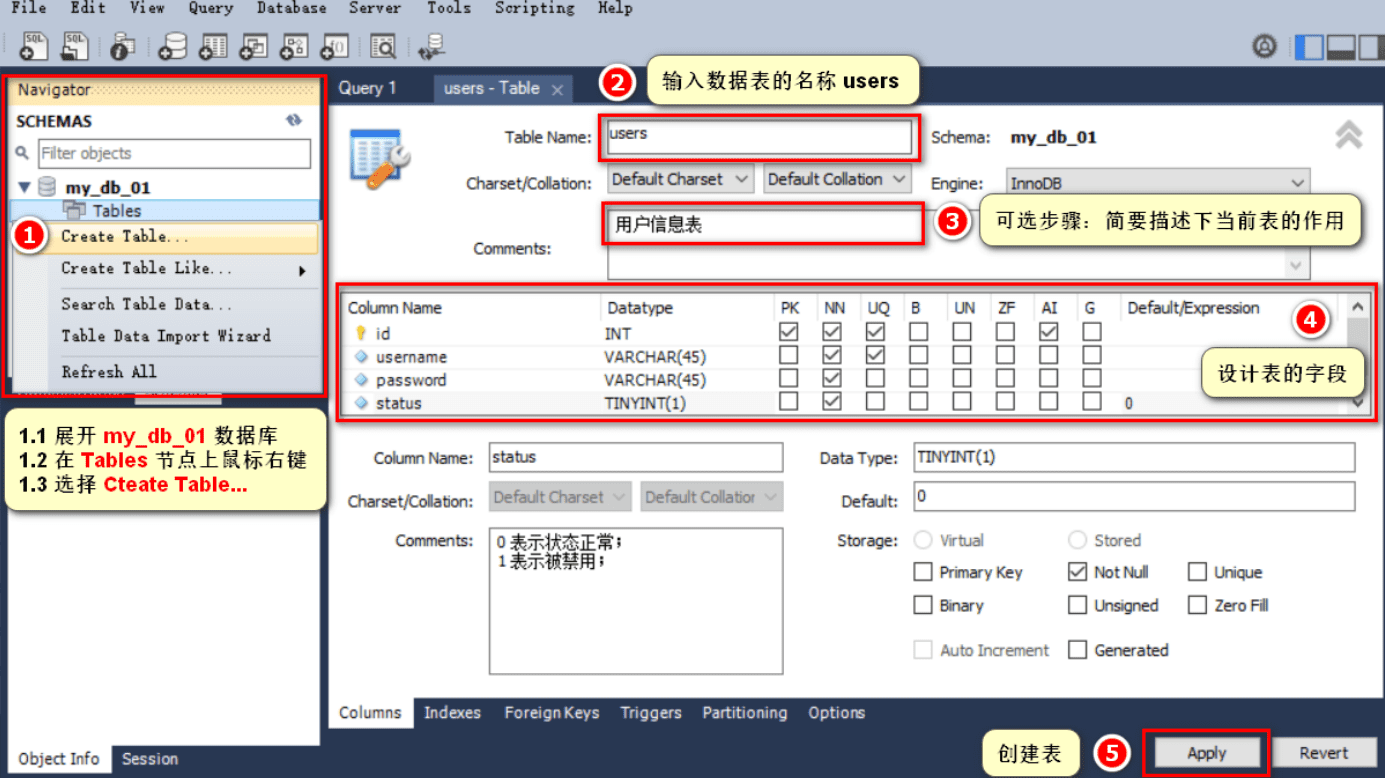 File Edit View Query Database Server Tools Scripting Help
SQL SQL
Navigator
SCHEMAS
Filter objects
my_db_01
Tables
1
Create Table...
Create Table Like...
Search Table Data...
Table Data Import Wizard
Refresh All
1.1 展开 my_db_01 数据库
1.2 在 Tables 节点上鼠标右键
1.3 选择 Cteate Table...
Object Info Session
Query 1 users - Table
2 输入数据表的名称 users
Table Name: users Schema: my_db_01
Charset/Collation: Default Charset Default Collation Engine: InnoDB
Comments: 用户信息表
3 可选步骤：简要描述下当前表的作用
Column Name Datatype PK NN UQ B UN ZF AI G Default/Expression
id INT
username VARCHAR(45)
password VARCHAR(45)
status TINYINT(1) 0
4
设计表的字段
Column Name: status Data Type: TINYINT(1)
Charset/Collation: Default Charset Default Collation Default: 0
Comments: 0 表示状态正常；
1 表示被禁用；
Storage: Virtual Stored
Primary Key Not Null Unique
Binary Unsigned Zero Fill
Auto Increment Generated
Columns Indexes Foreign Keys Triggers Partitioning Options
创建表 5 Apply Revert